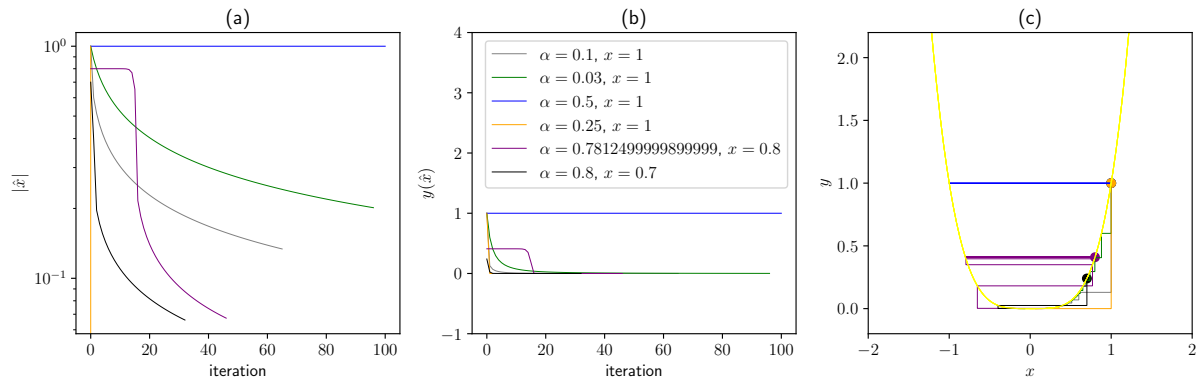 (a)
10⁰
10⁻¹
|x̂|
0
20
40
60
80
100
iteration
(b)
4
3
2
1
0
−1
y(x̂)
α = 0.1, x = 1
α = 0.03, x = 1
α = 0.5, x = 1
α = 0.25, x = 1
α = 0.7812499999899999, x = 0.8
α = 0.8, x = 0.7
0
20
40
60
80
100
iteration
(c)
2.0
1.5
1.0
0.5
0.0
y
−2
−1
0
1
2
x